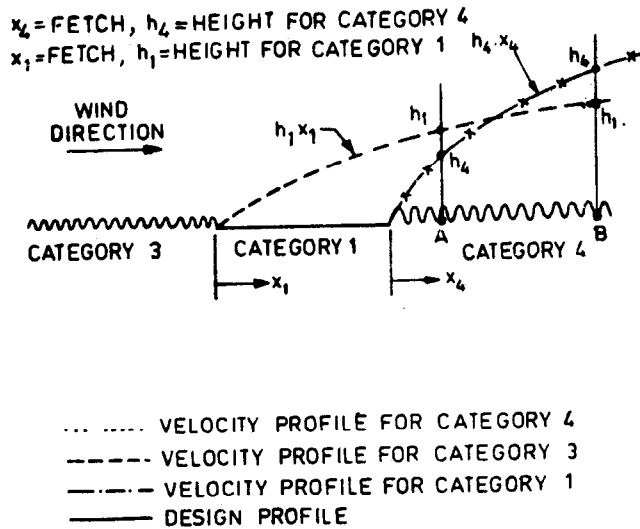 x₄=FETCH, h₄=HEIGHT FOR CATEGORY 4
x₁=FETCH, h₁=HEIGHT FOR CATEGORY 1
WIND
DIRECTION
h₁x₁
h₁
h₄
h₄·x₄
h₄
h₁
CATEGORY 3
CATEGORY 1
A
CATEGORY 4
B
x₁
x₄
VELOCITY PROFILE FOR CATEGORY 4
VELOCITY PROFILE FOR CATEGORY 3
VELOCITY PROFILE FOR CATEGORY 1
DESIGN PROFILE